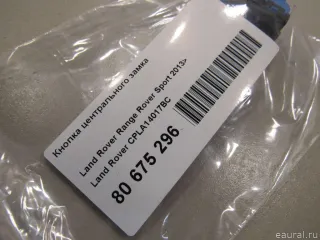 Кнопка центрального замка
Land Rover Range Rover Sport 2013>
Land Rover CPLA14017BC
80 675 296
eaural.ru